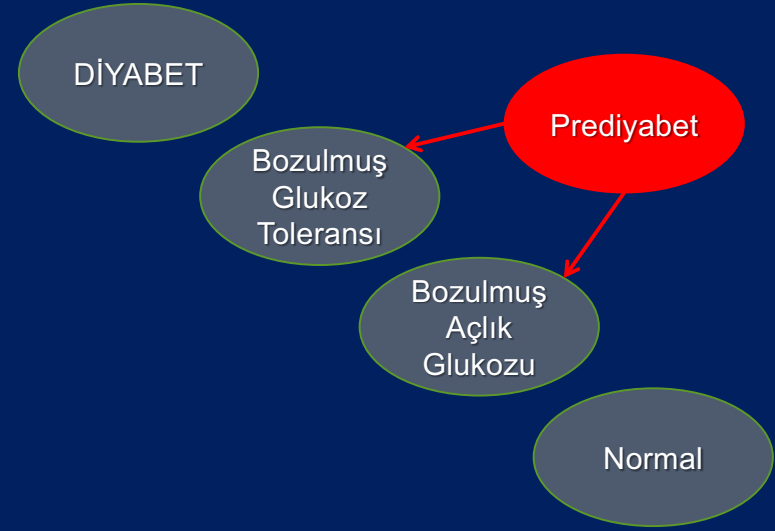 DİYABET
Prediyabet
Bozulmuş
Glukoz
Toleransı
Bozulmuş
Açlık
Glukozu
Normal